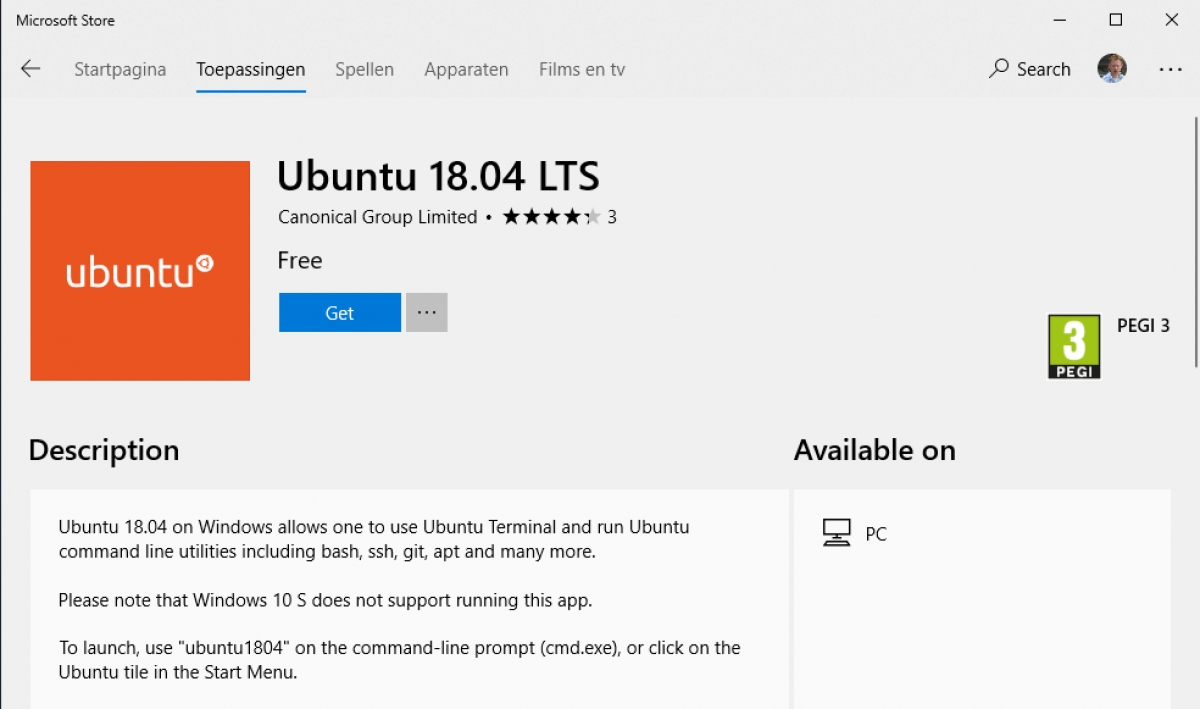 Microsoft Store
Startpagina Toepassingen Spellen Apparaten Films en tv Search
ubuntu
Ubuntu 18.04 LTS
Canonical Group Limited • 3
Free
Get ...
3
PEGI
PEGI 3
Description
Ubuntu 18.04 on Windows allows one to use Ubuntu Terminal and run Ubuntu
command line utilities including bash, ssh, git, apt and many more.
Please note that Windows 10 S does not support running this app.
To launch, use "ubuntu1804" on the command-line prompt (cmd.exe), or click on the
Ubuntu tile in the Start Menu.
Available on
PC